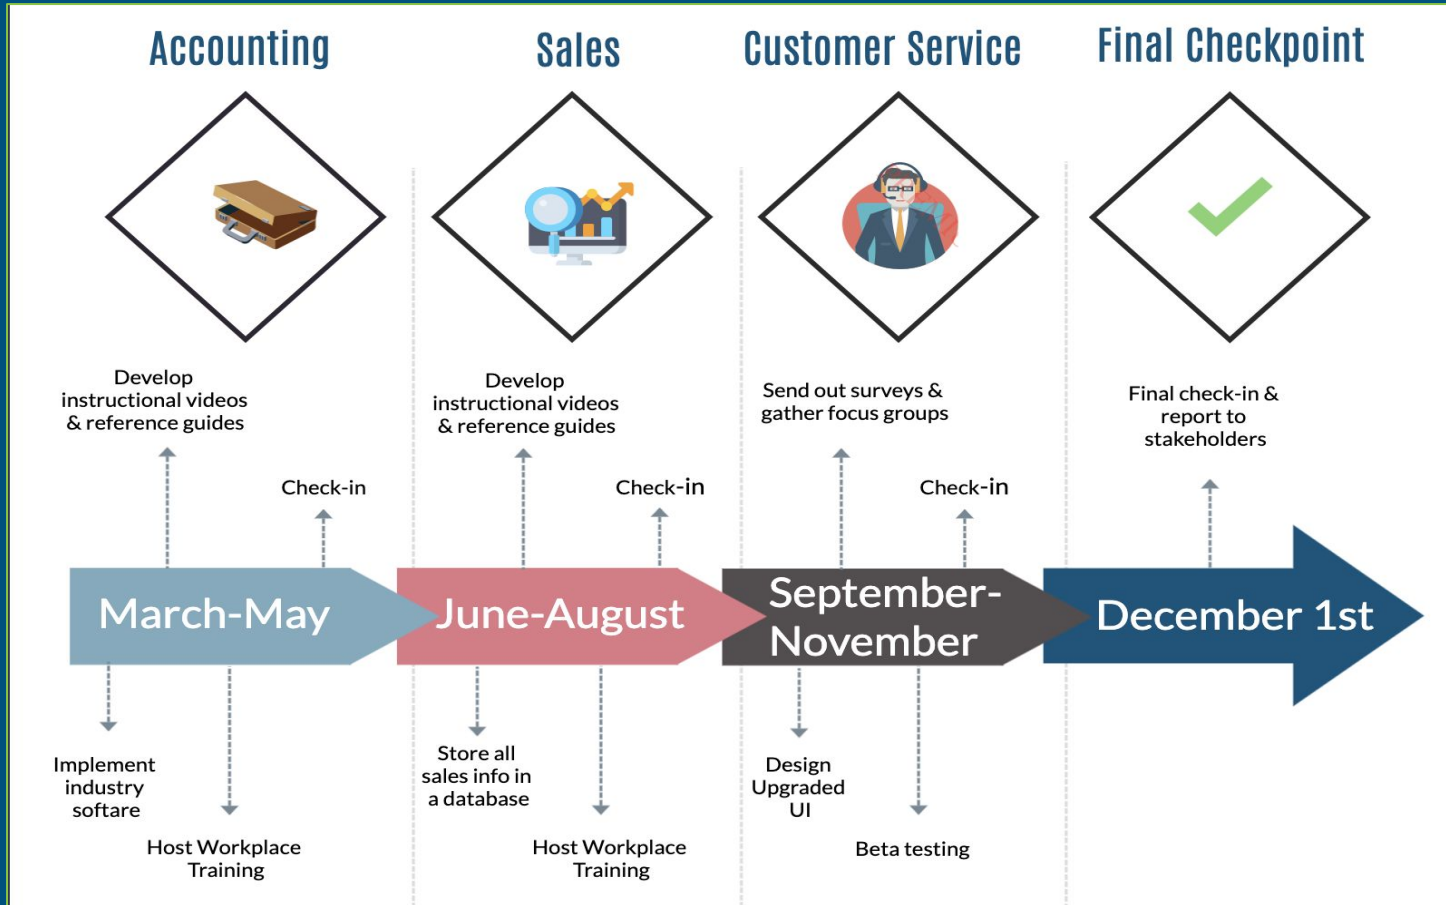 Accounting
Sales
Customer Service
Final Checkpoint
Develop
instructional videos
& reference guides
Check-in
Develop
instructional videos
& reference guides
Check-in
Send out surveys &
gather focus groups
Check-in
Final check-in &
report to
stakeholders
March-May
June-August
September-
November
December 1st
Implement
industry
softare
Host Workplace
Training
Store all
sales info in
a database
Host Workplace
Training
Design
Upgraded
UI
Beta testing